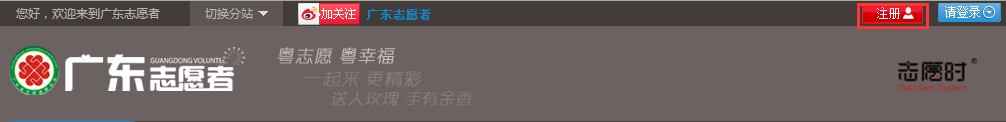 您好，欢迎来到广东志愿者 切换分站 加关注 广东志愿者 注册 请登录
广东志愿者 GUANGDONG VOLUNTEE
粤志愿 粤幸福
一起来 更精彩
送人玫瑰 手有余香
志愿时®
Volunteer System